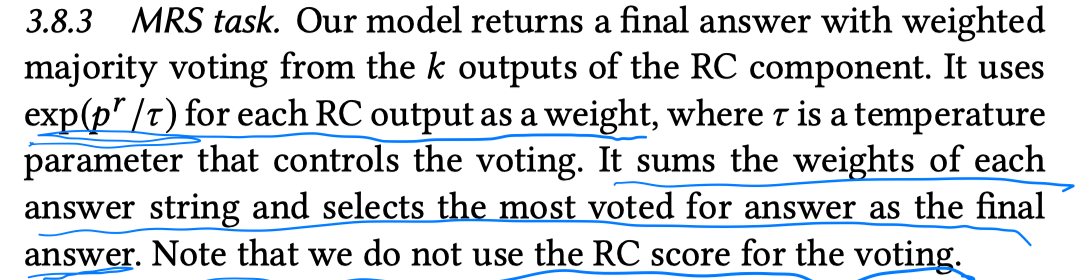 3.8.3 MRS task. Our model returns a final answer with weighted
majority voting from the k outputs of the RC component. It uses
exp(pʳ/τ) for each RC output as a weight, where τ is a temperature
parameter that controls the voting. It sums the weights of each
answer string and selects the most voted for answer as the final
answer. Note that we do not use the RC score for the voting.